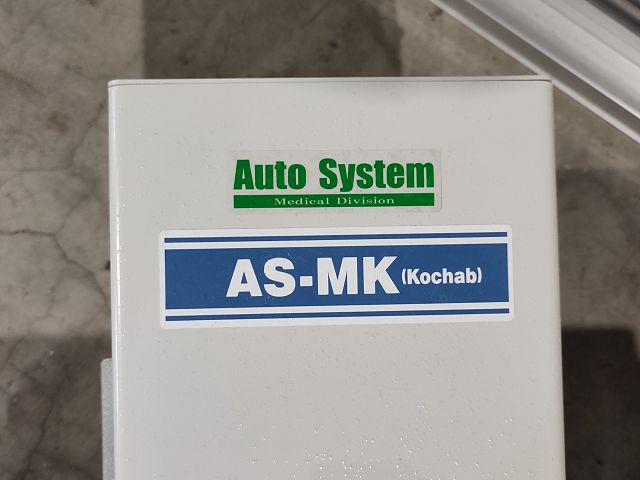 Auto System
Medical Division
AS-MK (Kochab)